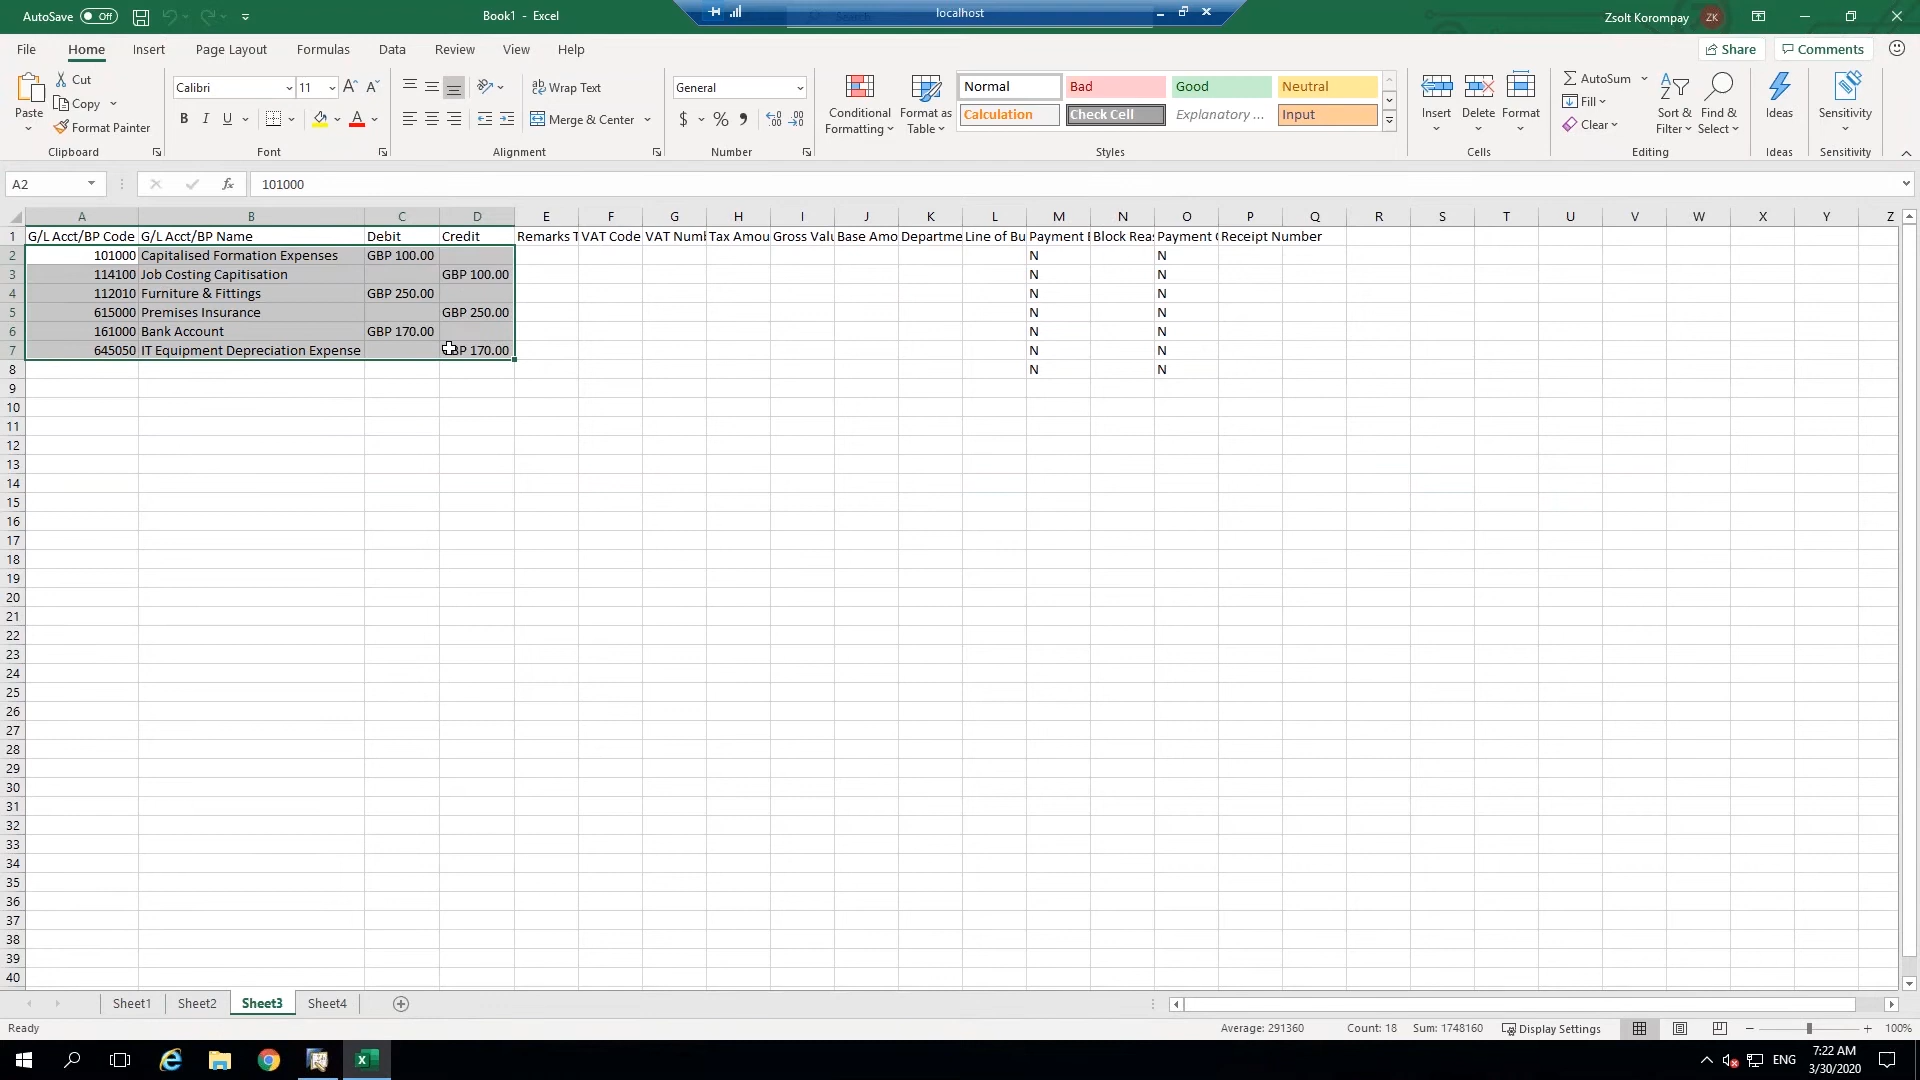 AutoSave Off Book1 - Excel localhost Zsolt Korompay ZK
File Home Insert Page Layout Formulas Data Review View Help Share Comments
Cut
Copy
Format Painter
Paste
Clipboard
Calibri 11
B I U
Font
Wrap Text
Merge & Center
Alignment
General
$ % 9
Number
Conditional Formatting
Format as Table
Normal Bad Good Neutral
Calculation Check Cell Explanatory ... Input
Styles
Insert Delete Format
Cells
AutoSum
Fill
Clear
Sort & Filter
Find & Select
Editing
Ideas
Ideas
Sensitivity
Sensitivity
A2 fx 101000
A B C D E F G H I J K L M N O P Q R S T U V W X Y Z
1 G/L Acct/BP Code G/L Acct/BP Name Debit Credit Remarks T VAT Code VAT Numb Tax Amou Gross Valu Base Amo Departme Line of Bu Payment B Block Reas Payment O Receipt Number
2 101000 Capitalised Formation Expenses GBP 100.00 N N
3 114100 Job Costing Capitisation GBP 100.00 N N
4 112010 Furniture & Fittings GBP 250.00 N N
5 615000 Premises Insurance GBP 250.00 N N
6 161000 Bank Account GBP 170.00 N N
7 645050 IT Equipment Depreciation Expense GBP 170.00 N N
8 N N
9
10
11
12
13
14
15
16
17
18
19
20
21
22
23
24
25
26
27
28
29
30
31
32
33
34
35
36
37
38
39
40
Sheet1 Sheet2 Sheet3 Sheet4
Ready Average: 291360 Count: 18 Sum: 1748160 Display Settings 100%
ENG 7:22 AM
3/30/2020